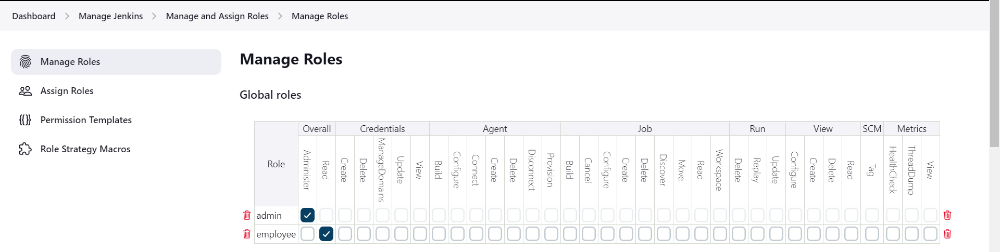 Dashboard > Manage Jenkins > Manage and Assign Roles > Manage Roles
Manage Roles
Assign Roles
Permission Templates
Role Strategy Macros
Manage Roles
Global roles
Role
Overall Credentials Agent Job Run View SCM Metrics
Administer
Read
Create
Delete
ManageDomains
Update
View
Build
Configure
Connect
Create
Delete
Disconnect
Provision
Build
Cancel
Configure
Create
Delete
Discover
Move
Read
Workspace
Delete
Replay
Update
Configure
Create
Delete
Read
Tag
HealthCheck
ThreadDump
View
admin
employee